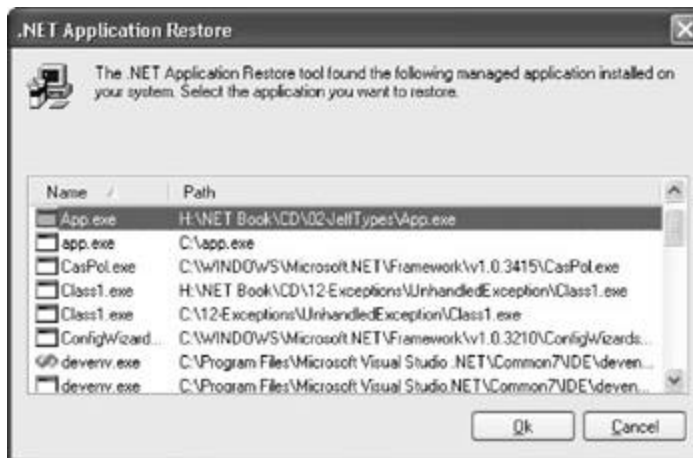 .NET Application Restore
The .NET Application Restore tool found the following managed application installed on
your system. Select the application you want to restore.
Name Path
App.exe H:\NET Book\CD\02-JeffTypes\App.exe
app.exe C:\app.exe
CasPol.exe C:\WINDOWS\Microsoft.NET\Framework\v1.0.3415\CasPol.exe
Class1.exe H:\NET Book\CD\12-Exceptions\UnhandledException\Class1.exe
Class1.exe C:\12-Exceptions\UnhandledException\Class1.exe
ConfigWizard... C:\WINDOWS\Microsoft.NET\Framework\v1.0.3210\ConfigWizards...
devenv.exe C:\Program Files\Microsoft Visual Studio .NET\Common7\IDE\deven...
devenv.exe C:\Program Files\Microsoft Visual Studio.NET\Common7\IDE\deven...
Ok Cancel